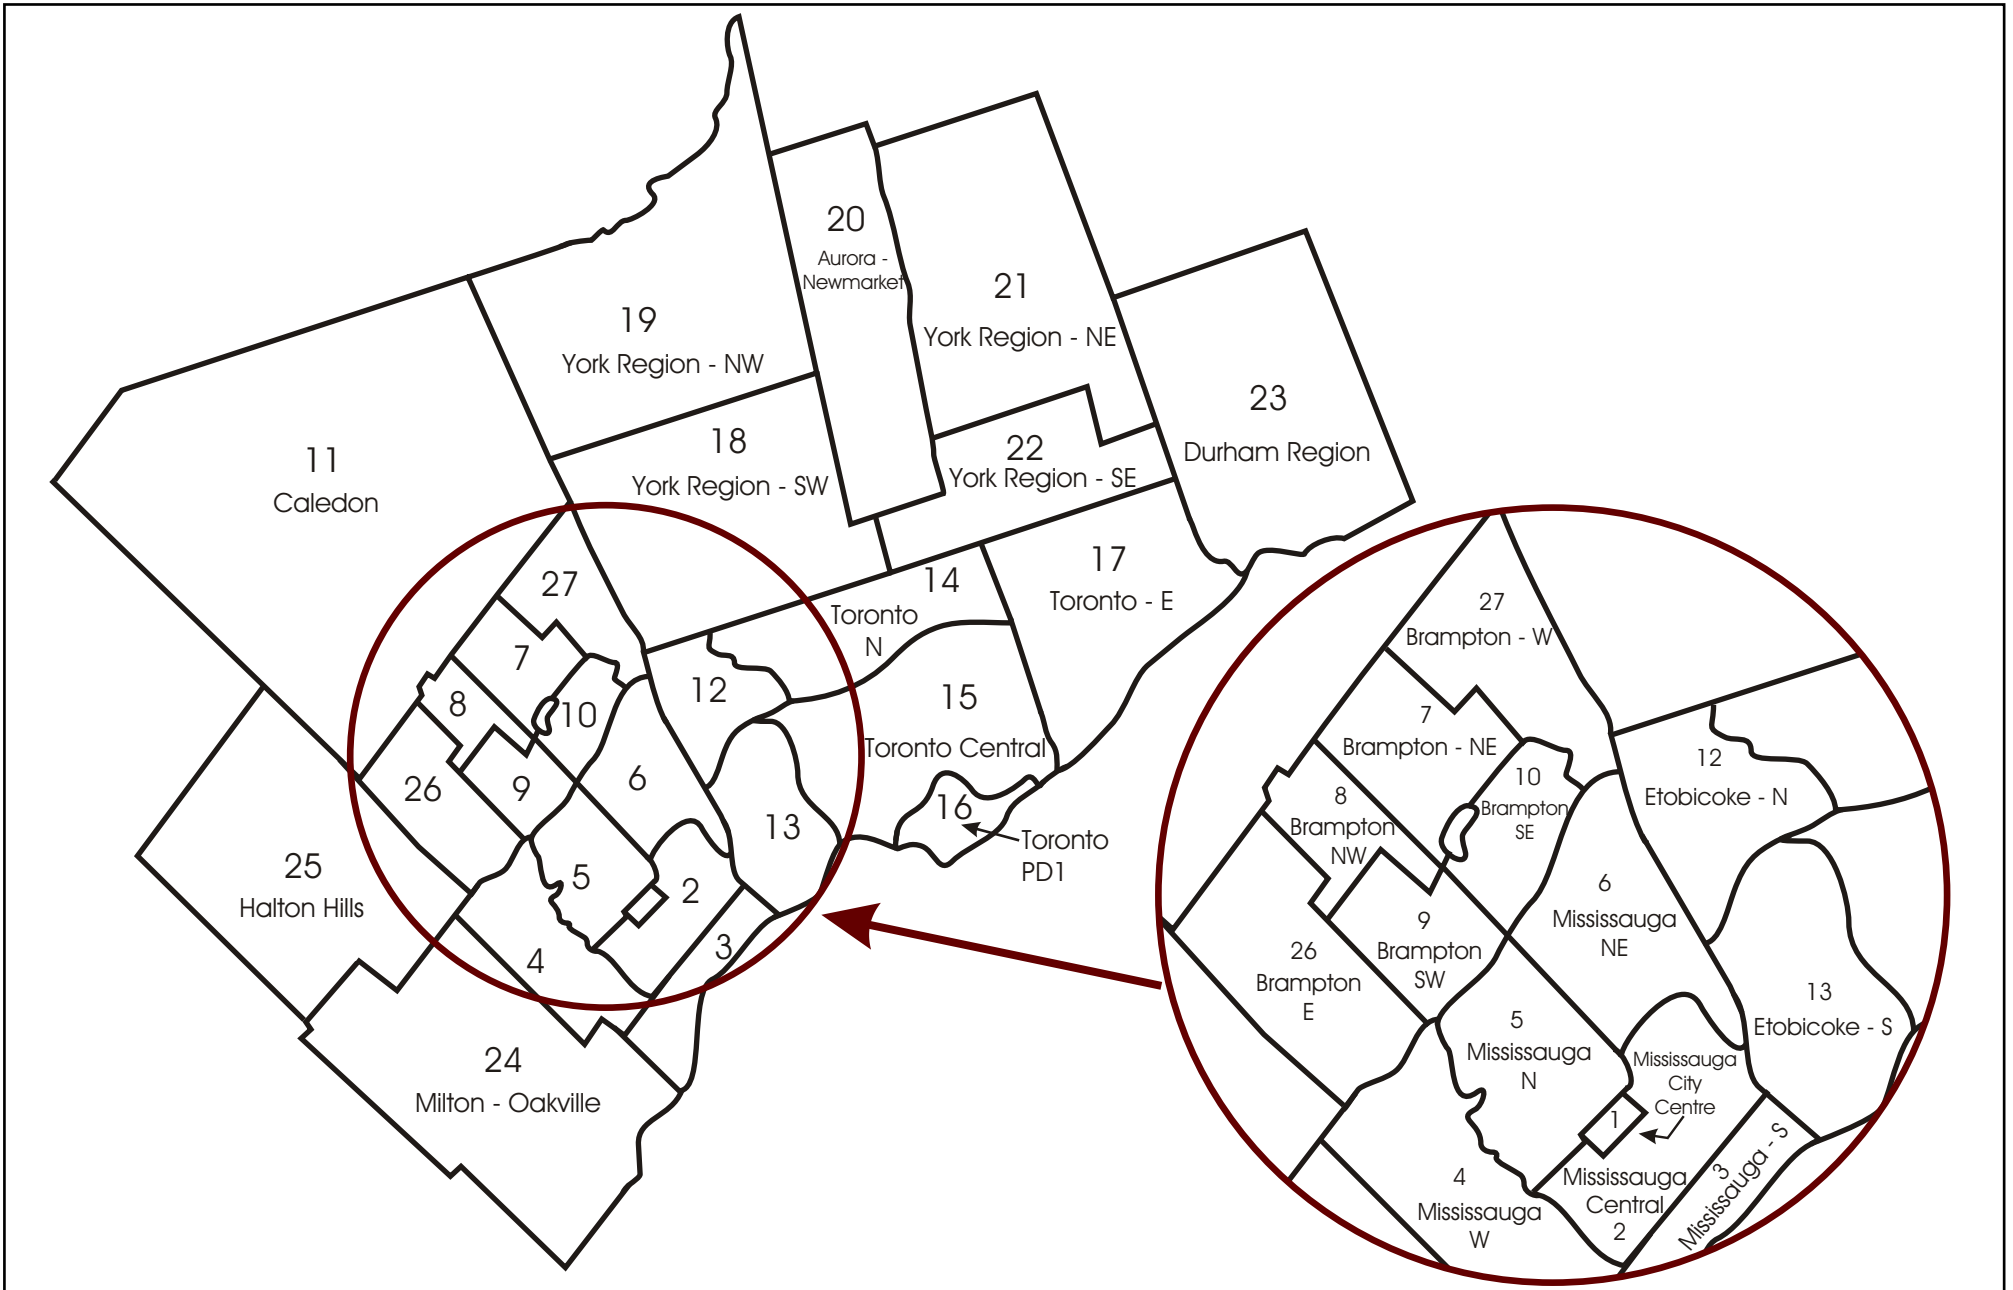 20
Aurora -
Newmarket
21
York Region - NE
19
York Region - NW
23
Durham Region
18
York Region - SW
22
York Region - SE
11
Caledon
17
Toronto - E
14
Toronto
N
15
Toronto Central
16
Toronto
PD1
27
7
8
10
12
26
9
6
13
5
2
4
3
25
Halton Hills
24
Milton - Oakville
27
Brampton - W
7
Brampton - NE
12
Etobicoke - N
10
Brampton
SE
8
Brampton
NW
6
Mississauga
NE
9
Brampton
SW
26
Brampton
E
13
Etobicoke - S
5
Mississauga
N
Mississauga
City
Centre
1
4
Mississauga
W
Mississauga
Central
2
3
Mississauga - S